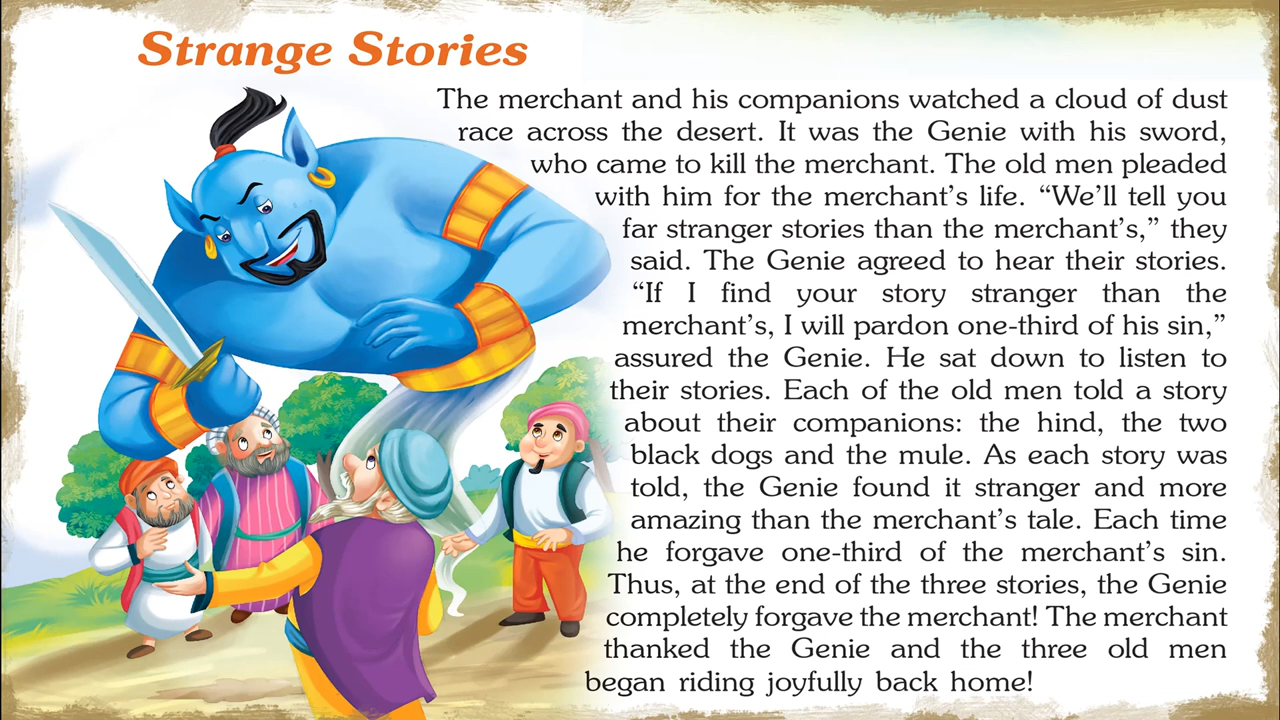 Strange Stories
The merchant and his companions watched a cloud of dust
race across the desert. It was the Genie with his sword,
who came to kill the merchant. The old men pleaded
with him for the merchant’s life. “We’ll tell you
far stranger stories than the merchant’s,” they
said. The Genie agreed to hear their stories.
“If I find your story stranger than the
merchant’s, I will pardon one-third of his sin,”
assured the Genie. He sat down to listen to
their stories. Each of the old men told a story
about their companions: the hind, the two
black dogs and the mule. As each story was
told, the Genie found it stranger and more
amazing than the merchant’s tale. Each time
he forgave one-third of the merchant’s sin.
Thus, at the end of the three stories, the Genie
completely forgave the merchant! The merchant
thanked the Genie and the three old men
began riding joyfully back home!